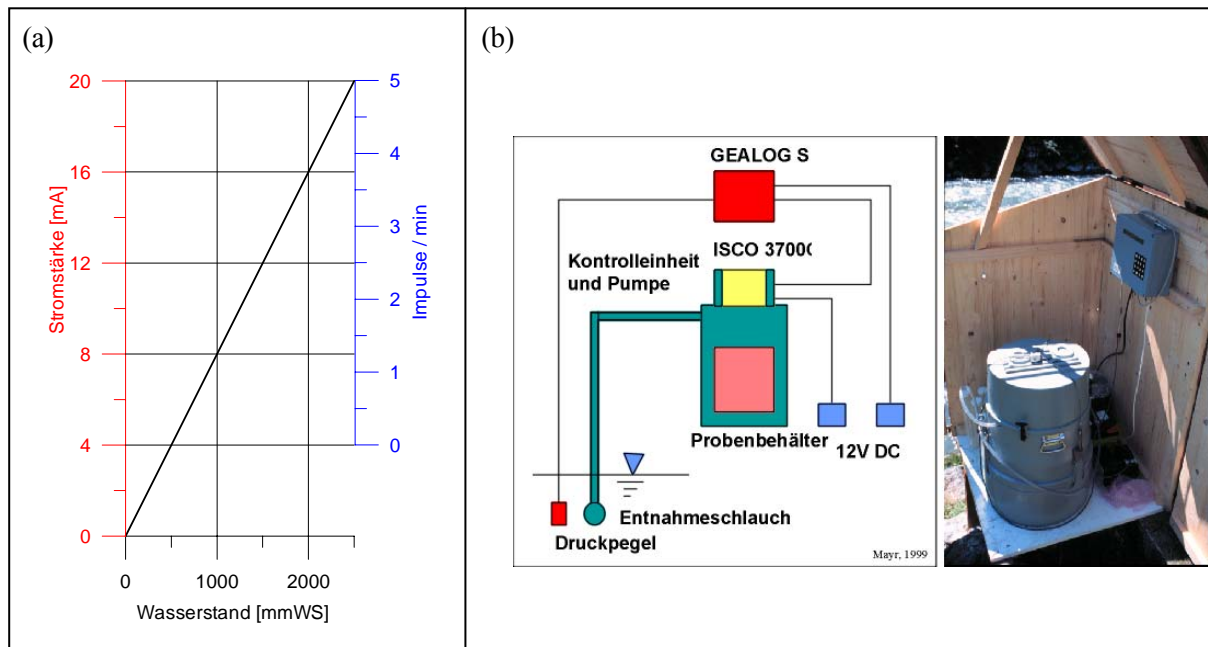 (a)
20
16
12
8
4
0
Stromstärke [mA]
5
4
3
2
1
0
Impulse / min
0 1000 2000
Wasserstand [mmWS]
(b)
GEALOG S
ISCO 3700
Kontrolleinheit
und Pumpe
Probenbehälter
12V DC
Entnahmeschlauch
Druckpegel
Mayr, 1999